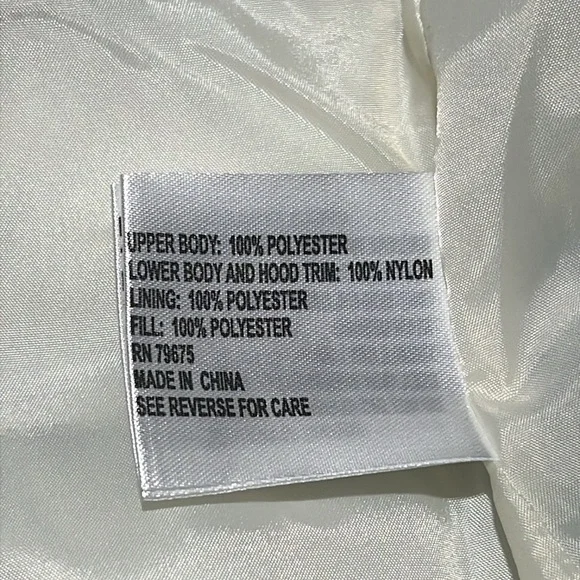 UPPER BODY: 100% POLYESTER
LOWER BODY AND HOOD TRIM: 100% NYLON
LINING: 100% POLYESTER
FILL: 100% POLYESTER
RN 79675
MADE IN CHINA
SEE REVERSE FOR CARE